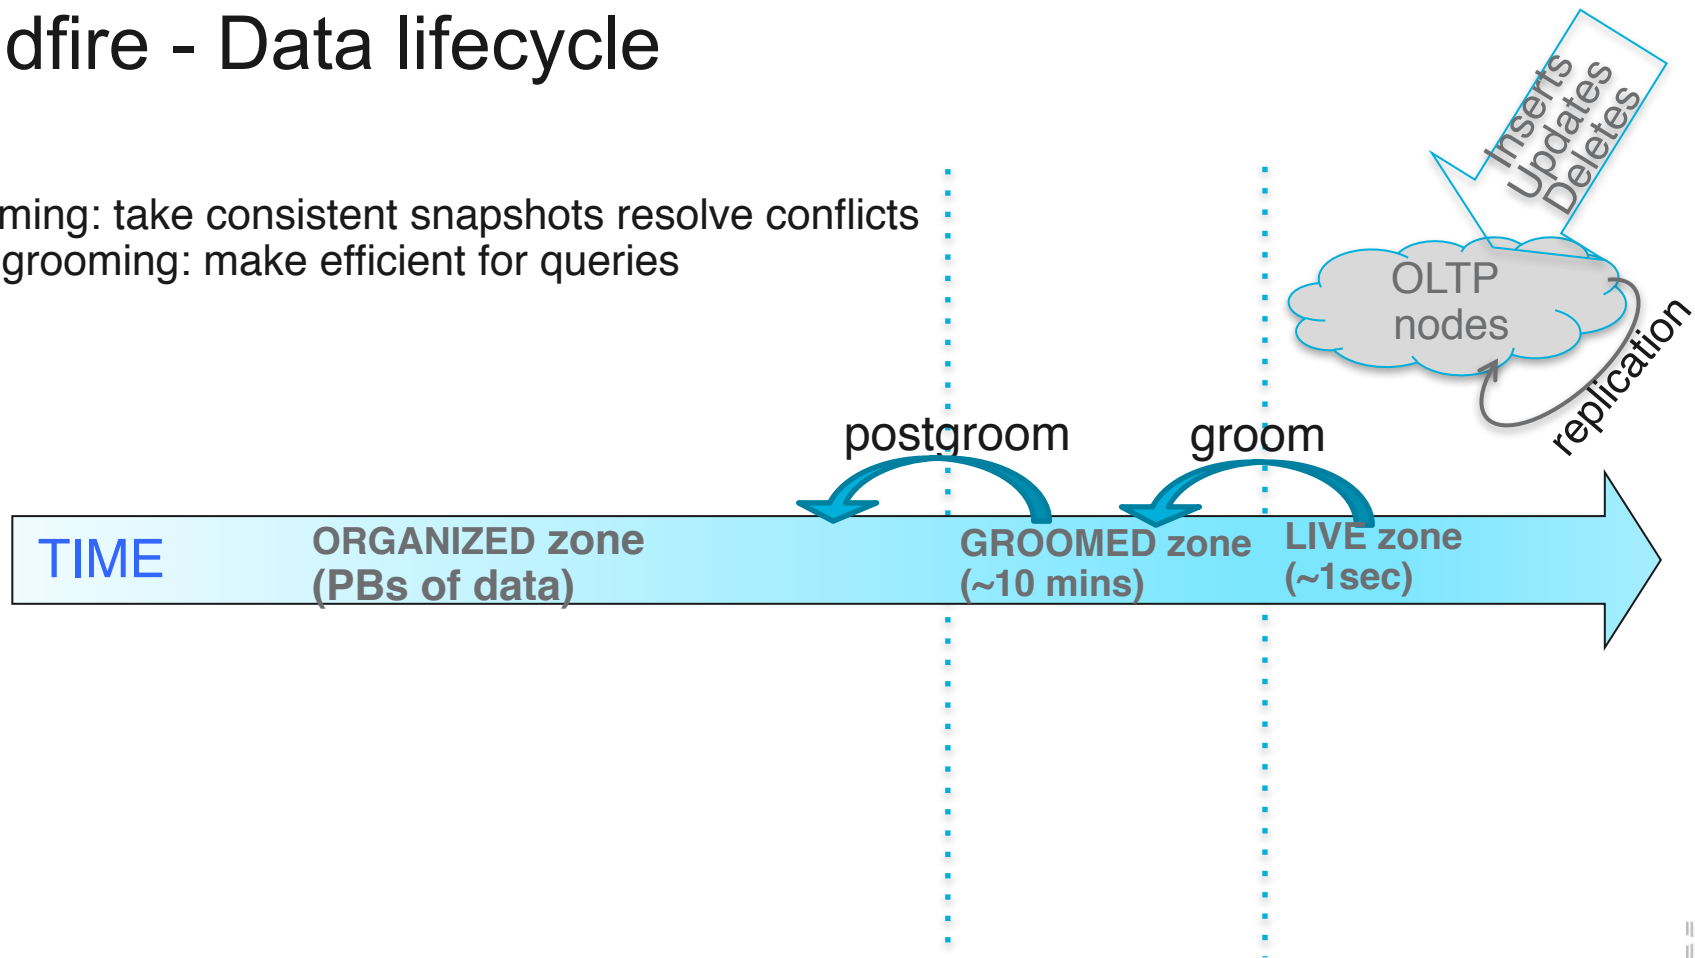 dfire - Data lifecycle
ming: take consistent snapshots resolve conflicts
grooming: make efficient for queries
Inserts
Updates
Deletes
OLTP
nodes
replication
postgroom
groom
TIME
ORGANIZED zone
(PBs of data)
GROOMED zone
(~10 mins)
LIVE zone
(~1sec)